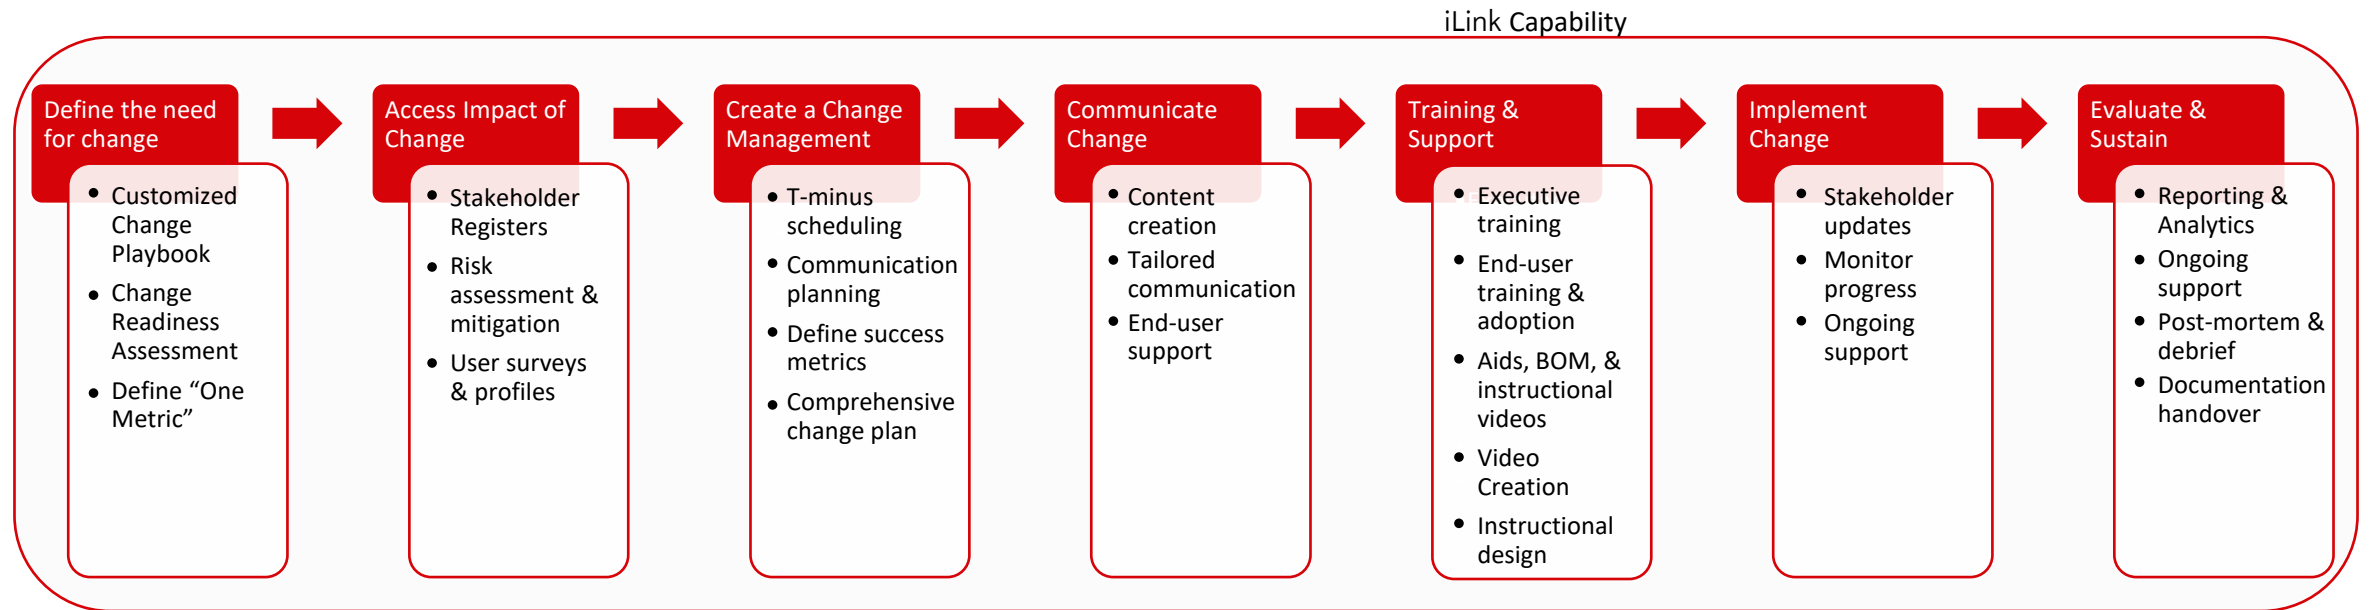 iLink Capability
Define the need
for change
• Customized
Change
Playbook
• Change
Readiness
Assessment
• Define “One
Metric”
Access Impact of
Change
• Stakeholder
Registers
• Risk
assessment &
mitigation
• User surveys
& profiles
Create a Change
Management
• T-minus
scheduling
• Communication
planning
• Define success
metrics
• Comprehensive
change plan
Communicate
Change
• Content
creation
• Tailored
communication
• End-user
support
Training &
Support
• Executive
training
• End-user
training &
adoption
• Aids, BOM, &
instructional
videos
• Video
Creation
• Instructional
design
Implement
Change
• Stakeholder
updates
• Monitor
progress
• Ongoing
support
Evaluate &
Sustain
• Reporting &
Analytics
• Ongoing
support
• Post-mortem &
debrief
• Documentation
handover